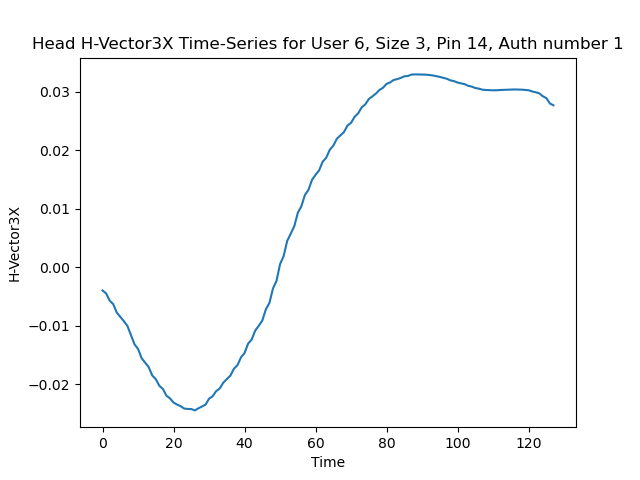 Head H-Vector3X Time-Series for User 6, Size 3, Pin 14, Auth number 1
H-Vector3X
0.03
0.02
0.01
0.00
−0.01
−0.02
0 20 40 60 80 100 120
Time